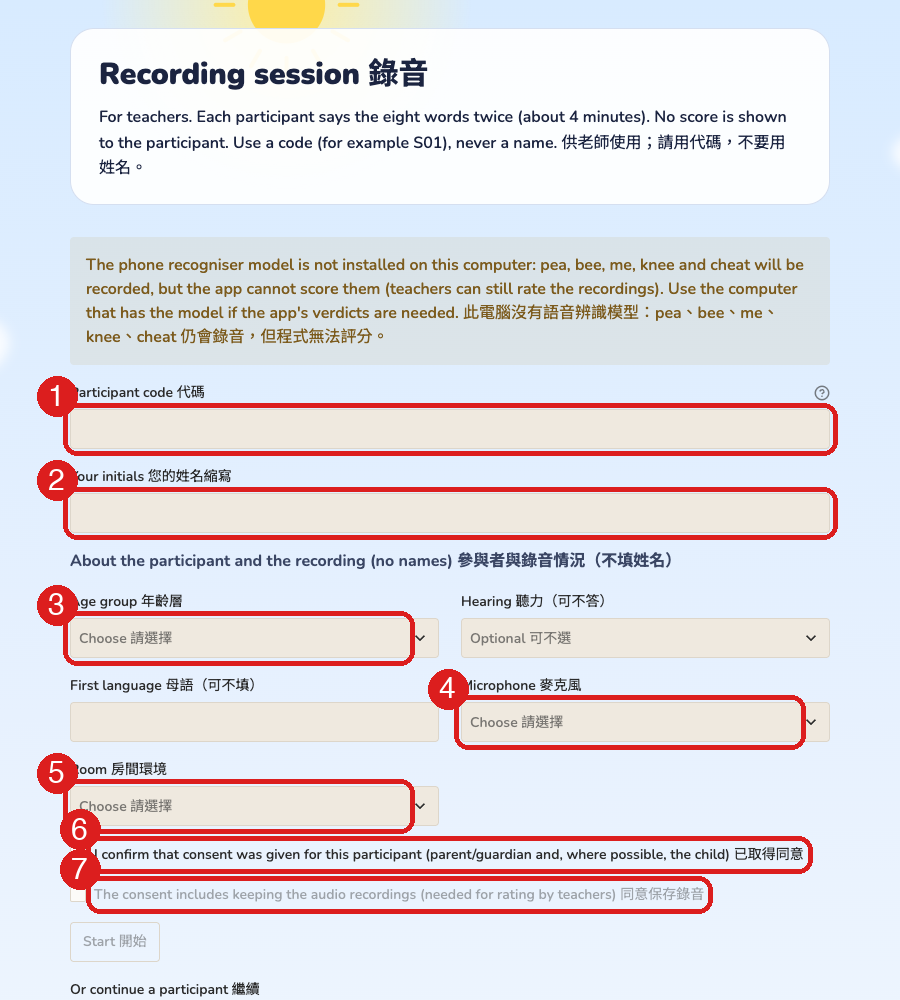 Recording session 錄音
For teachers. Each participant says the eight words twice (about 4 minutes). No score is shown
to the participant. Use a code (for example S01), never a name. 供老師使用；請用代碼，不要用
姓名。
The phone recogniser model is not installed on this computer: pea, bee, me, knee and cheat will be
recorded, but the app cannot score them (teachers can still rate the recordings). Use the computer
that has the model if the app's verdicts are needed. 此電腦沒有語音辨識模型：pea、bee、me、
knee、cheat 仍會錄音，但程式無法評分。
1 Participant code 代碼 ?
2 Your initials 您的姓名縮寫
About the participant and the recording (no names) 參與者與錄音情況（不填姓名）
3 Age group 年齡層 Hearing 聽力（可不答）
Choose 請選擇 Optional 可不選
First language 母語（可不填） 4 Microphone 麥克風
Choose 請選擇
5 Room 房間環境
Choose 請選擇
6 I confirm that consent was given for this participant (parent/guardian and, where possible, the child) 已取得同意
7 The consent includes keeping the audio recordings (needed for rating by teachers) 同意保存錄音
Start 開始
Or continue a participant 繼續